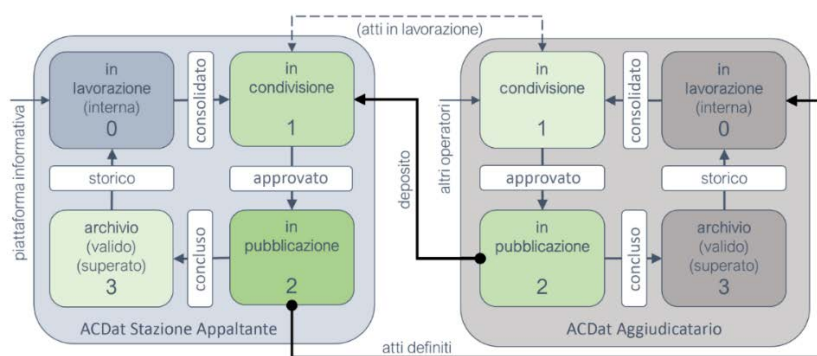 (atti in lavorazione)
piattaforma informativa
in
lavorazione
(interna)
0
consolidato
in
condivisione
1
storico
approvato
archivio
(valido)
(superato)
3
concluso
in
pubblicazione
2
ACDat Stazione Appaltante
deposito
altri operatori
in
condivisione
1
consolidato
in
lavorazione
(interna)
0
approvato
storico
in
pubblicazione
2
concluso
archivio
(valido)
(superato)
3
ACDat Aggiudicatario
atti definiti